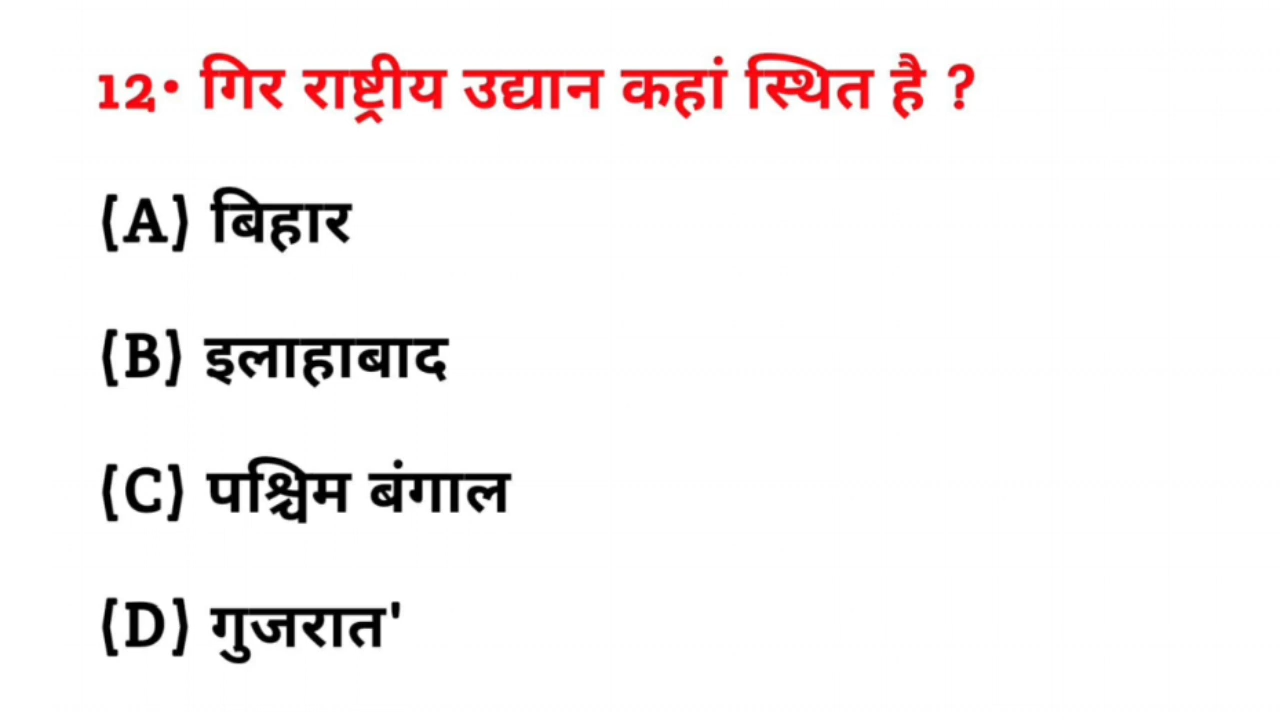 12• गिर राष्ट्रीय उद्यान कहां स्थित है ?
(A) बिहार
(B) इलाहाबाद
(C) पश्चिम बंगाल
(D) गुजरात'